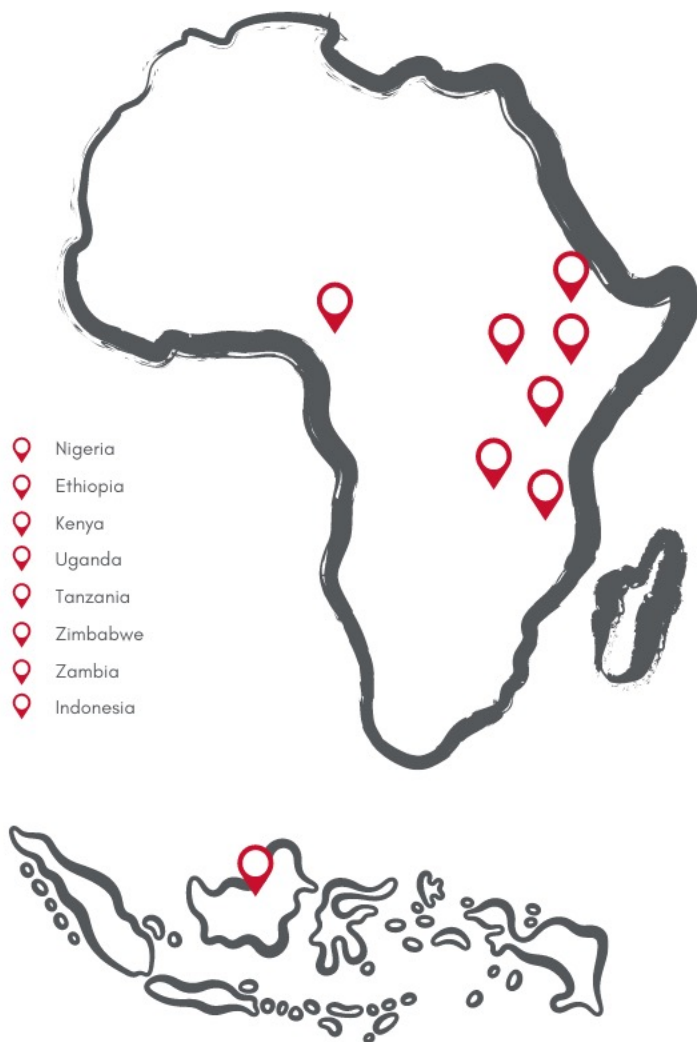 Nigeria
Ethiopia
Kenya
Uganda
Tanzania
Zimbabwe
Zambia
Indonesia